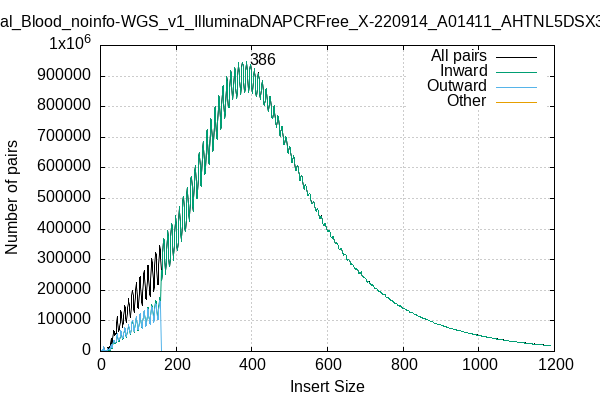 al_Blood_noinfo-WGS_v1_IlluminaDNAPCRFree_X-220914_A01411_AHTNL5DSX3
1x10^6
900000
800000
700000
600000
500000
400000
300000
200000
100000
0
Number of pairs
386
All pairs
Inward
Outward
Other
0 200 400 600 800 1000 1200
Insert Size